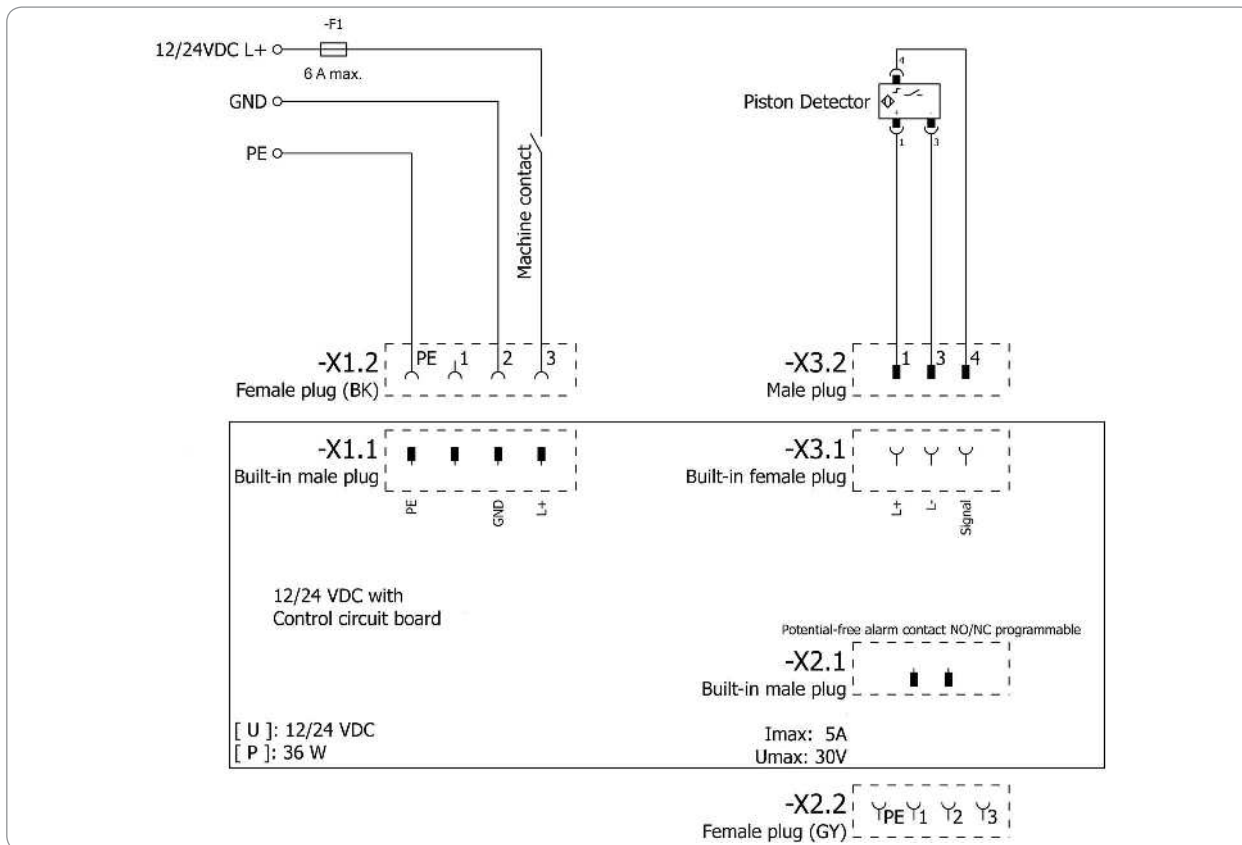 -F1
12/24VDC L+
6 A max.
GND
PE
Machine contact
-X1.2
Female plug (BK)
PE 1 2 3
4
Piston Detector
+ -
1 3
-X3.2
Male plug
1 3 4
-X1.1
Built-in male plug
PE GND L+
-X3.1
Built-in female plug
L+ L- Signal
12/24 VDC with
Control circuit board
Potential-free alarm contact NO/NC programmable
-X2.1
Built-in male plug
[ U ]: 12/24 VDC
[ P ]: 36 W
Imax: 5A
Umax: 30V
-X2.2
Female plug (GY)
PE 1 2 3